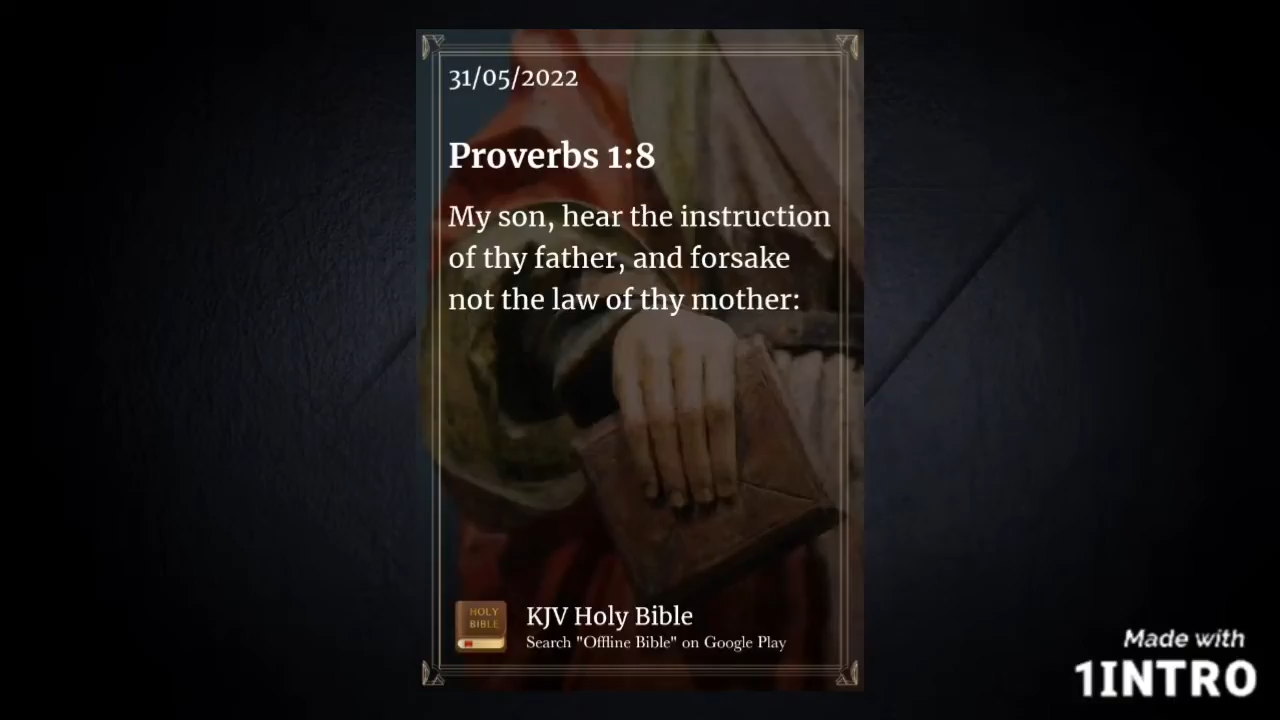 31/05/2022
Proverbs 1:8
My son, hear the instruction
of thy father, and forsake
not the law of thy mother:
HOLY
BIBLE
KJV Holy Bible
Search "Offline Bible" on Google Play
Made with
1INTRO